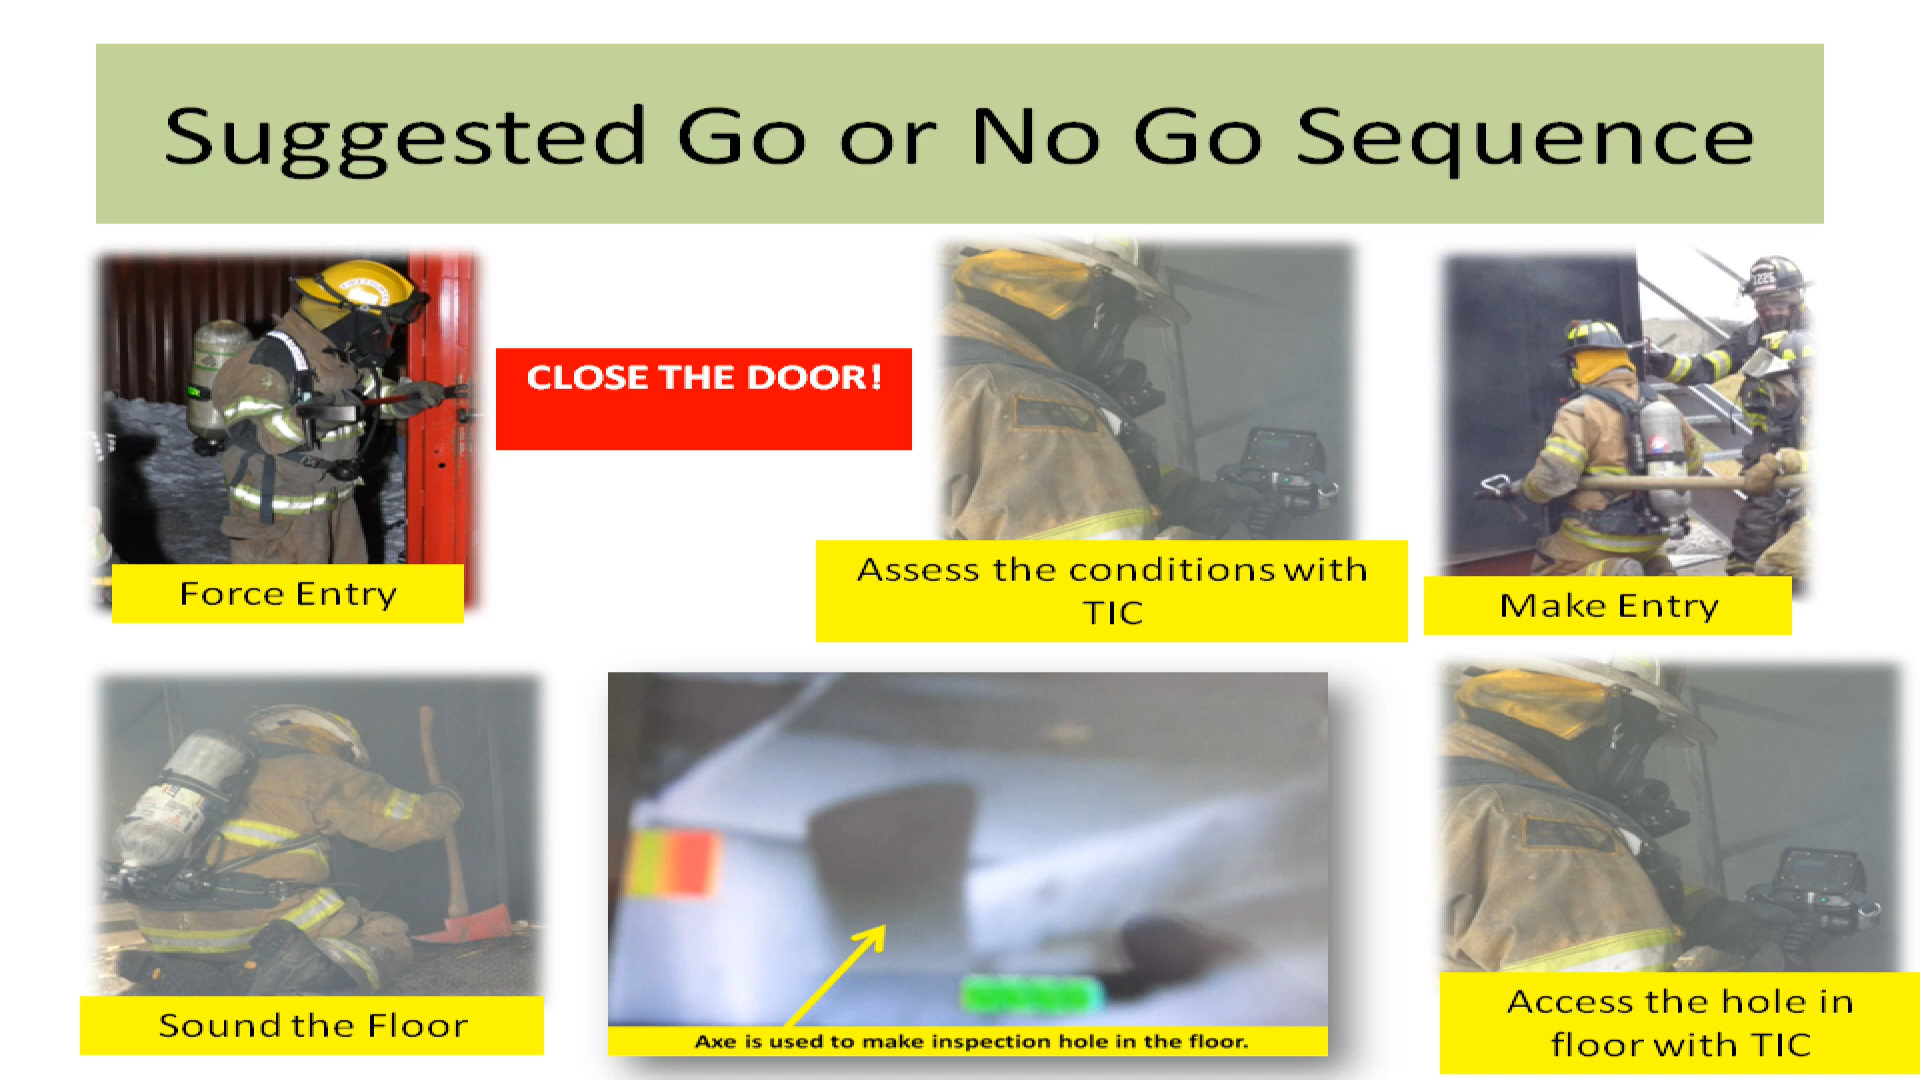 Suggested Go or No Go Sequence
CLOSE THE DOOR!
Force Entry
Assess the conditions with
TIC
Make Entry
Sound the Floor
Axe is used to make inspection hole in the floor.
Access the hole in
floor with TIC